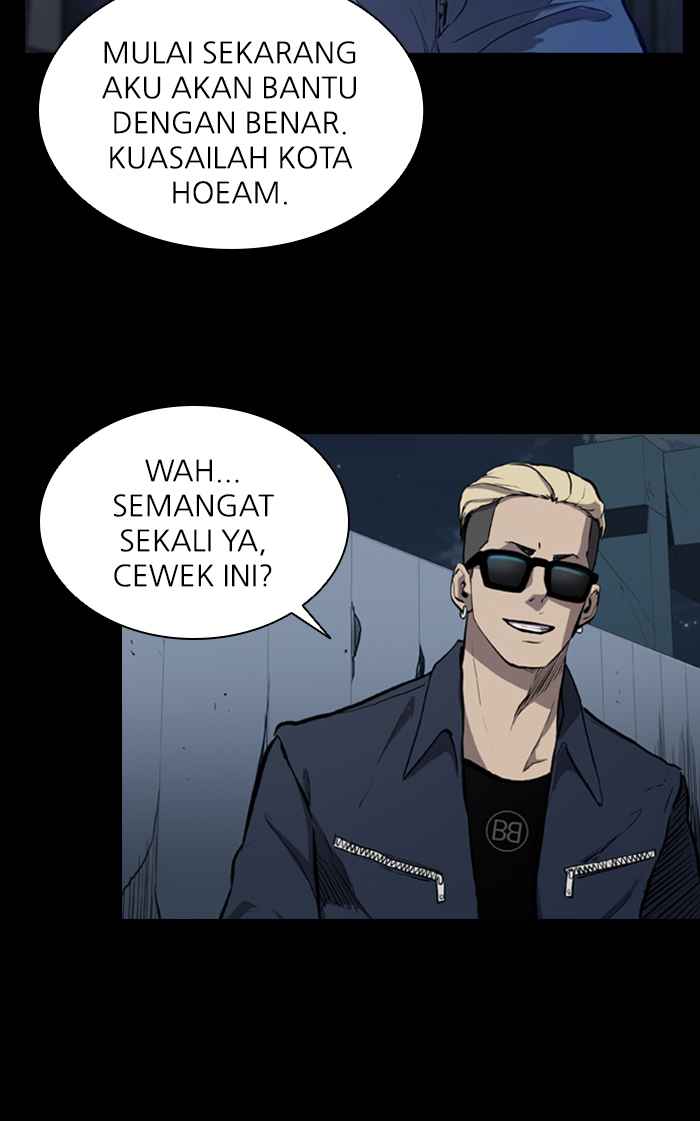 MULAI SEKARANG
AKU AKAN BANTU
DENGAN BENAR.
KUASAILAH KOTA
HOEAM.
WAH...
SEMANGAT
SEKALI YA,
CEWEK INI?
BB